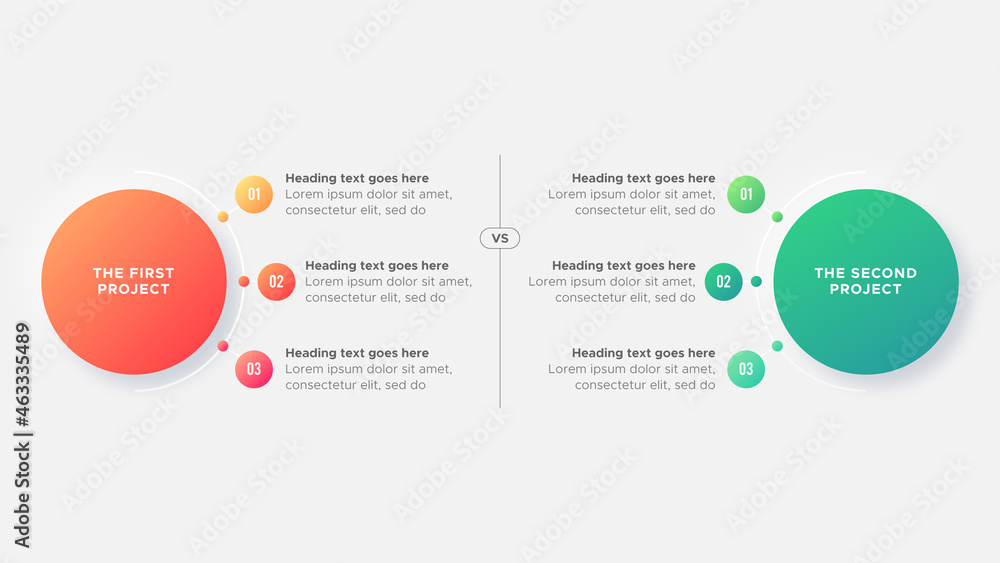 THE FIRST
PROJECT
01
Heading text goes here
Lorem ipsum dolor sit amet,
consectetur elit, sed do
02
Heading text goes here
Lorem ipsum dolor sit amet,
consectetur elit, sed do
03
Heading text goes here
Lorem ipsum dolor sit amet,
consectetur elit, sed do
VS
Heading text goes here
Lorem ipsum dolor sit amet,
consectetur elit, sed do
01
Heading text goes here
Lorem ipsum dolor sit amet,
consectetur elit, sed do
02
Heading text goes here
Lorem ipsum dolor sit amet,
consectetur elit, sed do
03
THE SECOND
PROJECT
Adobe Stock | #463335489
Adobe Stock